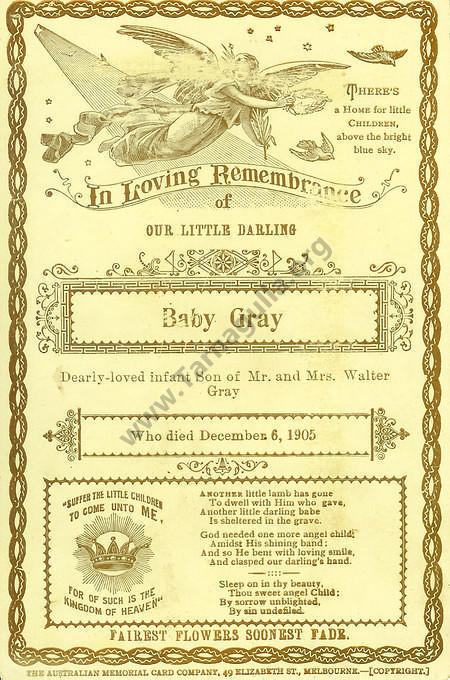 THERE'S
a HOME for little
CHILDREN,
above the bright
blue sky.
In Loving Remembrance
of
OUR LITTLE DARLING
Baby Gray
Dearly-loved infant Son of Mr. and Mrs. Walter
Gray
Who died December 6, 1905
"SUFFER THE LITTLE CHILDREN
TO COME UNTO ME,
FOR OF SUCH IS THE
KINGDOM OF HEAVEN"
ANOTHER little lamb has gone
To dwell with Him who gave,
Another little darling babe
Is sheltered in the grave.
God needed one more angel child;
Amidst His shining band;
And so He bent with loving smile,
And clasped our darling's hand.
Sleep on in thy beauty,
Thou sweet angel Child;
By sorrow unblighted,
By sin undefiled.
FAIREST FLOWERS SOONEST FADE.
THE AUSTRALIAN MEMORIAL CARD COMPANY, 49 ELIZABETH ST., MELBOURNE.—[COPYRIGHT.]
www.Tarnagulla.org